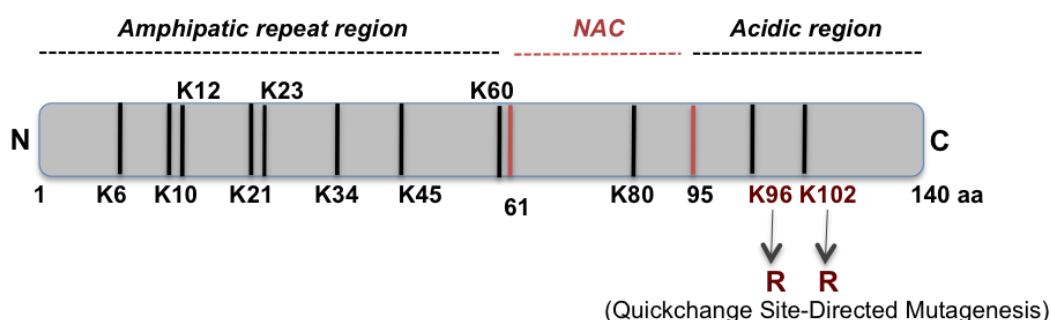 Amphipatic repeat region NAC Acidic region
K12 K23 K60
N C
1 K6 K10 K21 K34 K45 61 K80 95 K96 K102 140 aa
R R
(Quickchange Site-Directed Mutagenesis)